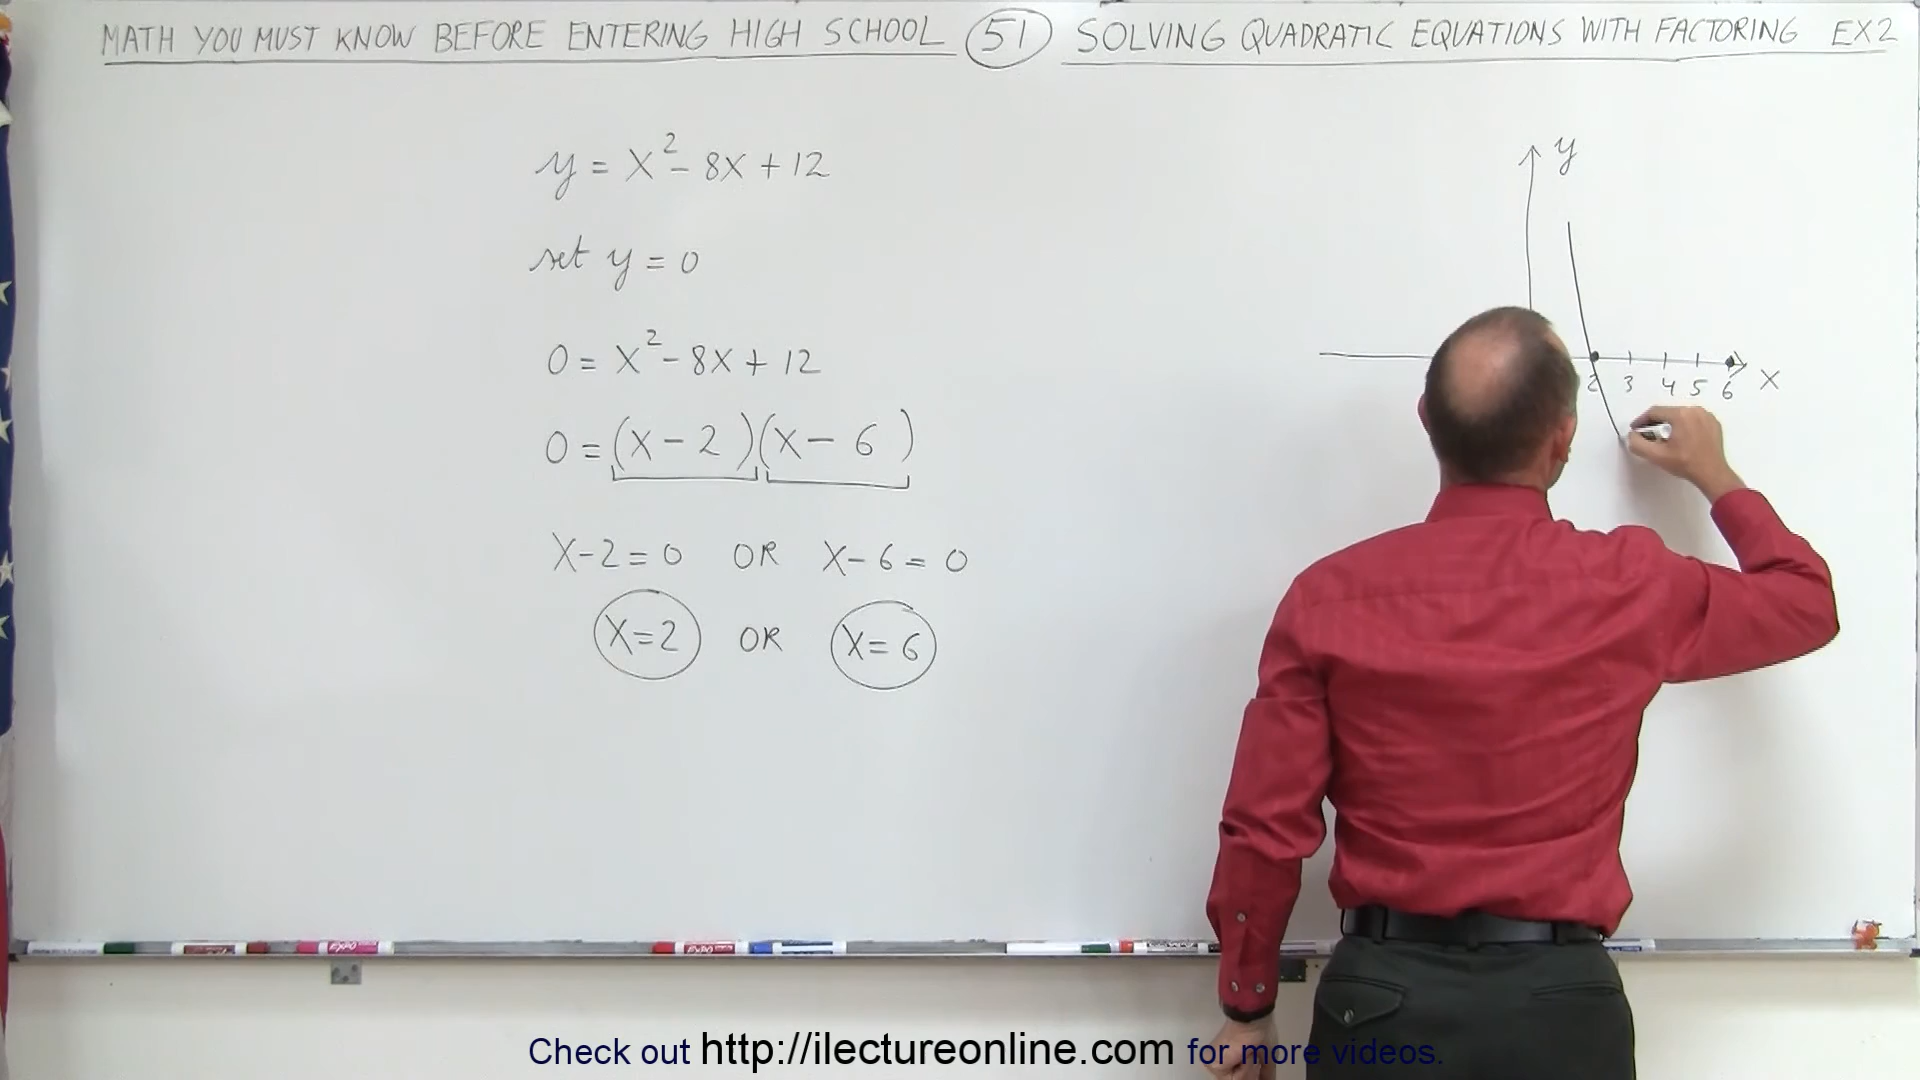 MATH YOU MUST KNOW BEFORE ENTERING HIGH SCHOOL 51 SOLVING QUADRATIC EQUATIONS WITH FACTORING EX2
y = x² - 8x + 12
set y = 0
0 = x² - 8x + 12
0 = (x - 2)(x - 6)
x - 2 = 0 OR x - 6 = 0
x = 2 OR x = 6
y
2 3 4 5 6 x
EXPO EXPO
Check out http://ilectureonline.com for more videos.